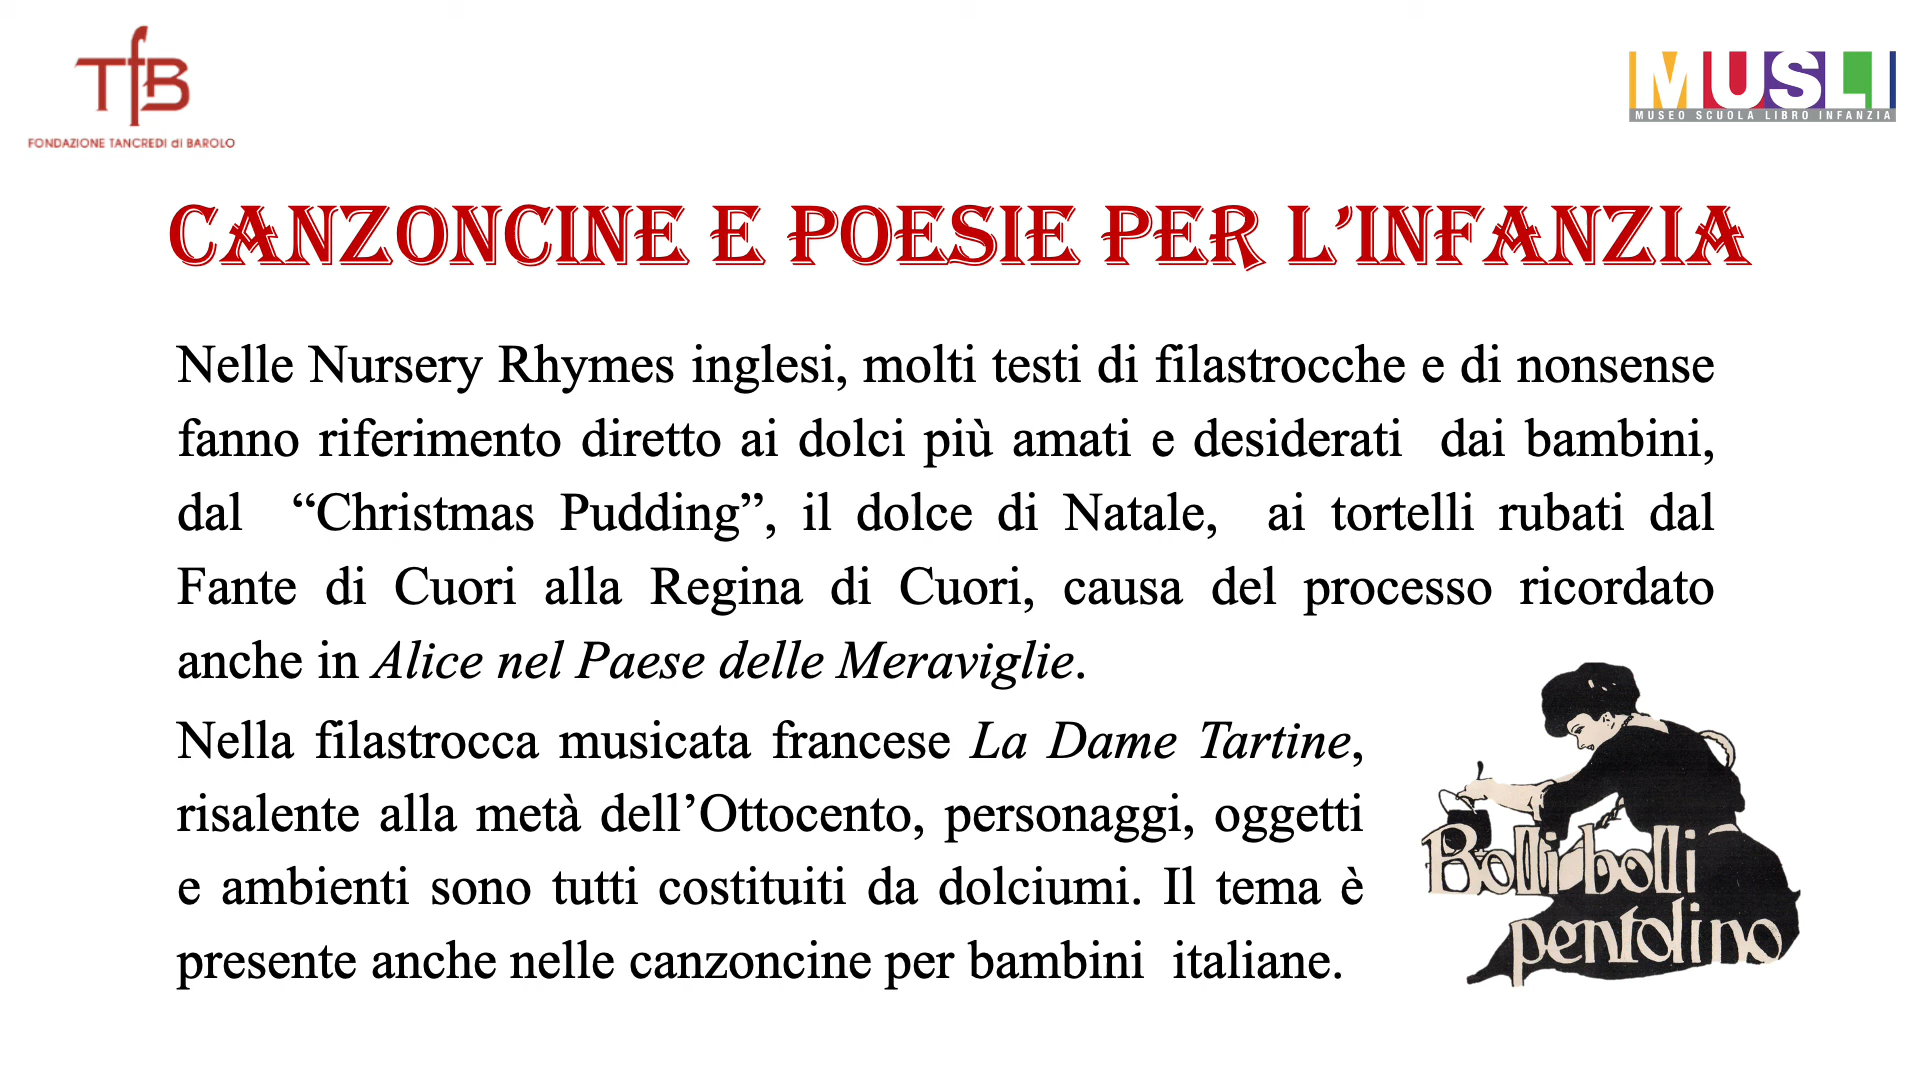 TfB
FONDAZIONE TANCREDI di BAROLO
MUSLI
MUSEO SCUOLA LIBRO INFANZIA
CANZONCINE E POESIE PER L’INFANZIA
Nelle Nursery Rhymes inglesi, molti testi di filastrocche e di nonsense
fanno riferimento diretto ai dolci più amati e desiderati dai bambini,
dal “Christmas Pudding”, il dolce di Natale, ai tortelli rubati dal
Fante di Cuori alla Regina di Cuori, causa del processo ricordato
anche in Alice nel Paese delle Meraviglie.
Nella filastrocca musicata francese La Dame Tartine,
risalente alla metà dell’Ottocento, personaggi, oggetti
e ambienti sono tutti costituiti da dolciumi. Il tema è
presente anche nelle canzoncine per bambini italiane.
Bolli bolli
pentolino